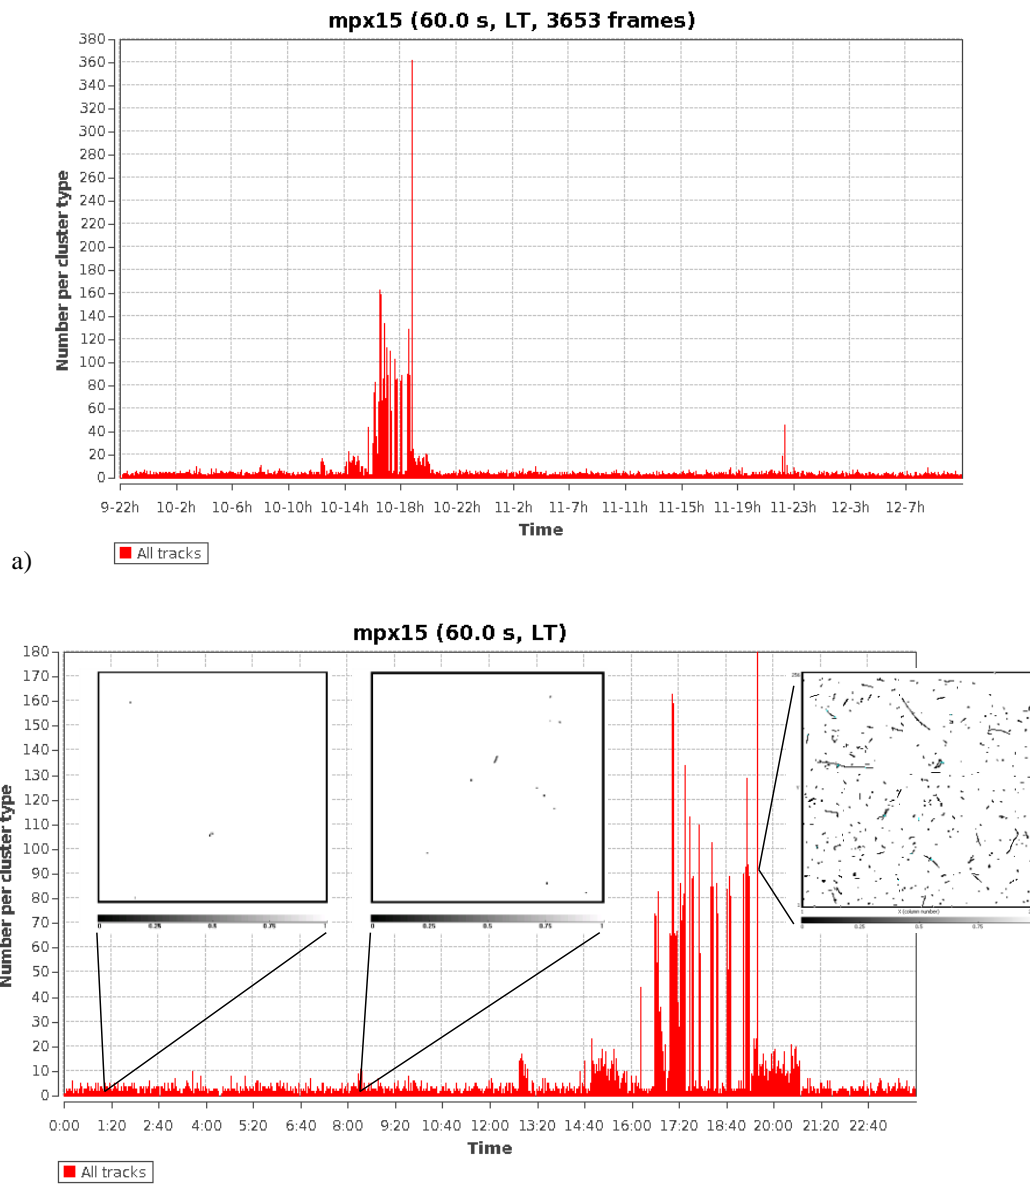 mpx15 (60.0 s, LT, 3653 frames)
380
360
340
320
300
280
260
240
220
200
180
160
140
120
100
80
60
40
20
0
Number per cluster type
9-22h 10-2h 10-6h 10-10h 10-14h 10-18h 10-22h 11-2h 11-7h 11-11h 11-15h 11-19h 11-23h 12-3h 12-7h
Time
All tracks
a)
mpx15 (60.0 s, LT)
180
170
160
150
140
130
120
110
100
90
80
70
60
50
40
30
20
10
0
Number per cluster type
0 0.25 0.5 0.75 1
0 0.25 0.5 0.75 1
X (column number)
0 0.25 0.5 0.75
0:00 1:20 2:40 4:00 5:20 6:40 8:00 9:20 10:40 12:00 13:20 14:40 16:00 17:20 18:40 20:00 21:20 22:40
Time
All tracks